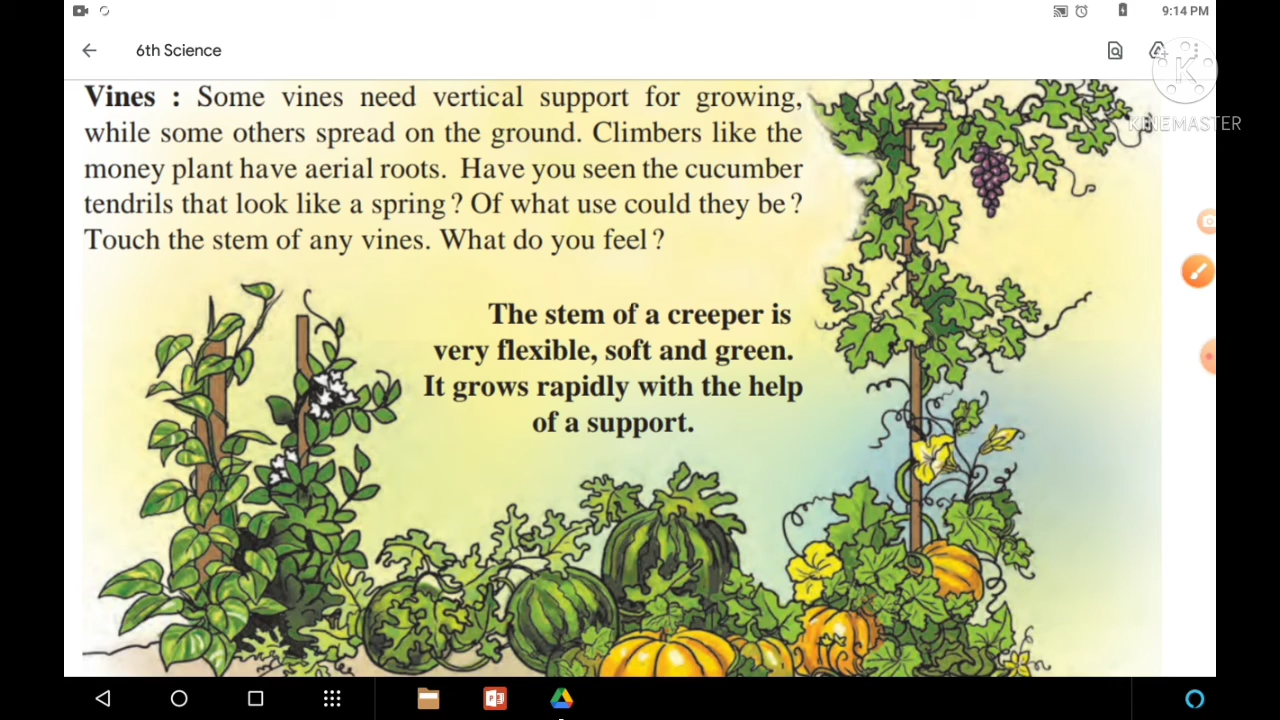 9:14 PM
6th Science
KINEMASTER
Vines : Some vines need vertical support for growing,
while some others spread on the ground. Climbers like the
money plant have aerial roots. Have you seen the cucumber
tendrils that look like a spring ? Of what use could they be ?
Touch the stem of any vines. What do you feel ?
The stem of a creeper is
very flexible, soft and green.
It grows rapidly with the help
of a support.